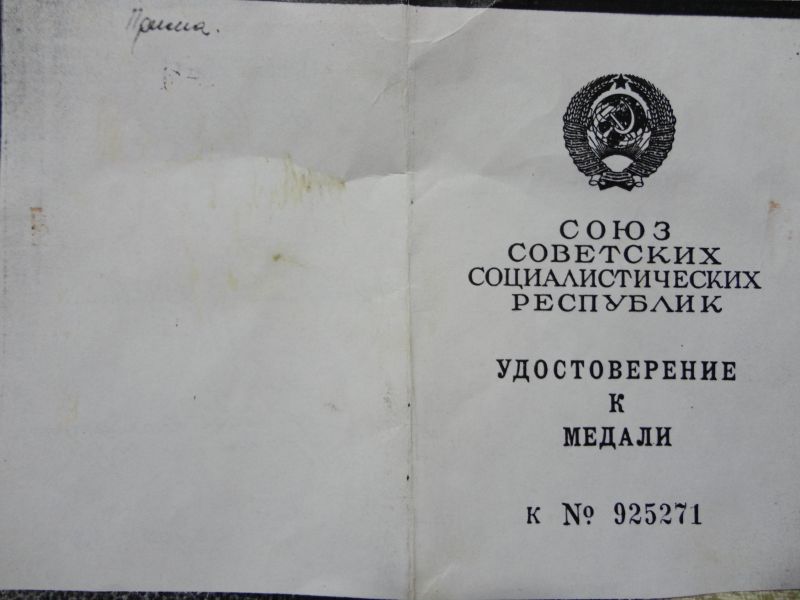 СОЮЗ
СОВЕТСКИХ
СОЦИАЛИСТИЧЕСКИХ
РЕСПУБЛИК
УДОСТОВЕРЕНИЕ
К
МЕДАЛИ
К № 925271